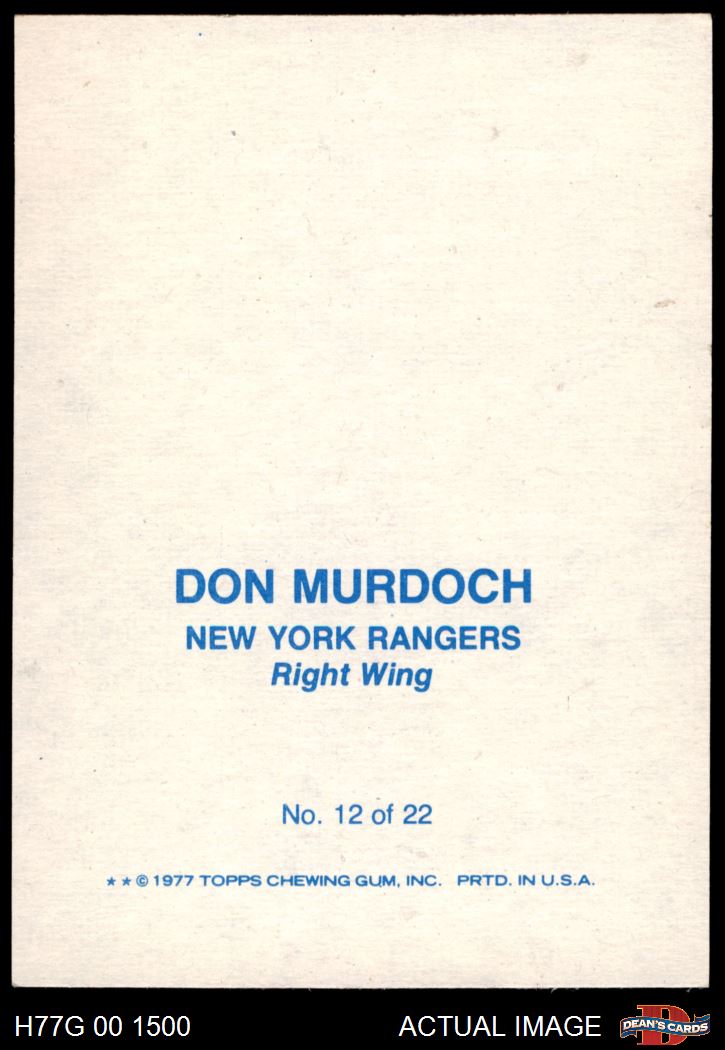 DON MURDOCH
NEW YORK RANGERS
Right Wing
No. 12 of 22
★ ★ © 1977 TOPPS CHEWING GUM, INC. PRTD. IN U.S.A.
H77G 00 1500
ACTUAL IMAGE
DEAN'S CARDS